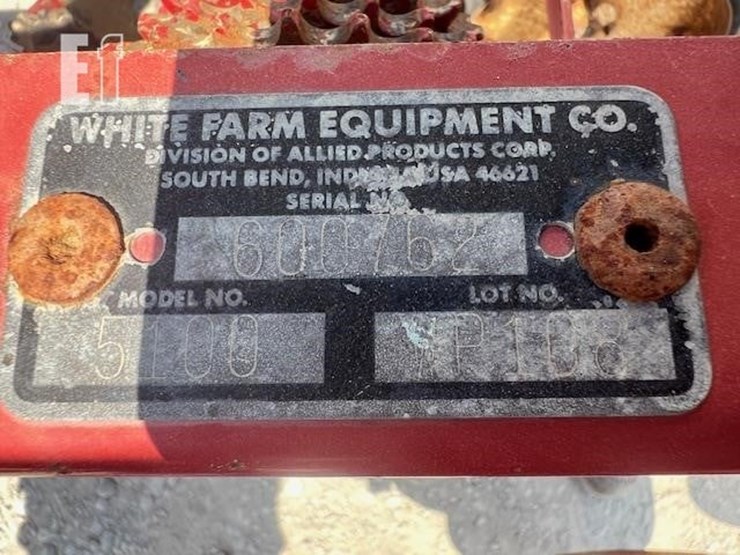 Ef
WHITE FARM EQUIPMENT CO.
DIVISION OF ALLIED PRODUCTS CORP.
SOUTH BEND, USA 46621
SERIAL NO.
600762
MODEL NO. LOT NO.
5100